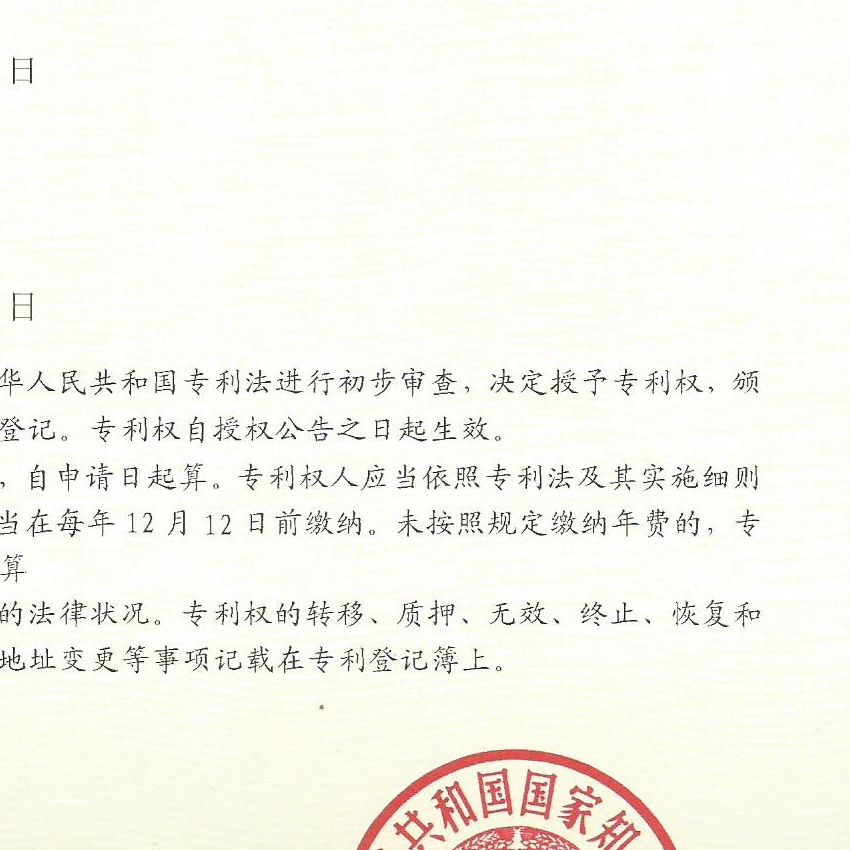 日
日
华人民共和国专利法进行初步审查，决定授予专利权，颁
登记。专利权自授权公告之日起生效。
，自申请日起算。专利权人应当依照专利法及其实施细则
当在每年 12 月 12 日前缴纳。未按照规定缴纳年费的，专
算
的法律状况。专利权的转移、质押、无效、终止、恢复和
地址变更等事项记载在专利登记簿上。
共和国国家知